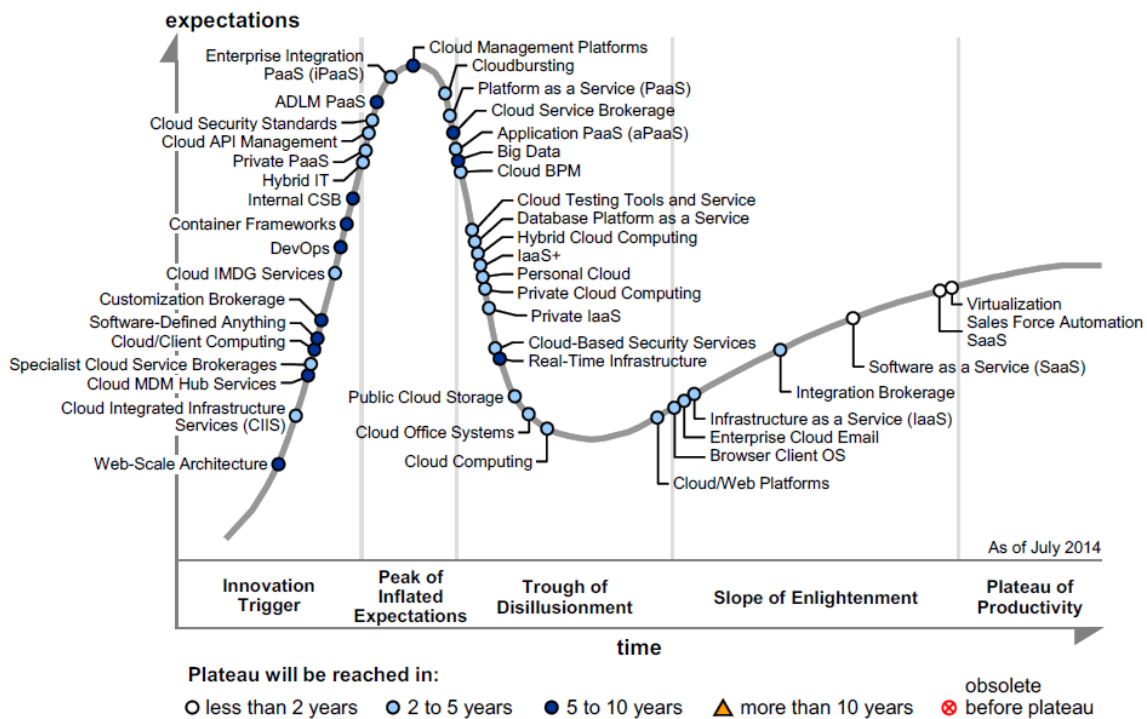 expectations
Enterprise Integration
PaaS (iPaaS)
ADLM PaaS
Cloud Security Standards
Cloud API Management
Private PaaS
Hybrid IT
Internal CSB
Container Frameworks
DevOps
Cloud IMDG Services
Customization Brokerage
Software-Defined Anything
Cloud/Client Computing
Specialist Cloud Service Brokerages
Cloud MDM Hub Services
Cloud Integrated Infrastructure
Services (CIIS)
Web-Scale Architecture
Cloud Management Platforms
Cloudbursting
Platform as a Service (PaaS)
Cloud Service Brokerage
Application PaaS (aPaaS)
Big Data
Cloud BPM
Cloud Testing Tools and Service
Database Platform as a Service
Hybrid Cloud Computing
IaaS+
Personal Cloud
Private Cloud Computing
Private IaaS
Cloud-Based Security Services
Real-Time Infrastructure
Public Cloud Storage
Cloud Office Systems
Cloud Computing
Virtualization
Sales Force Automation
SaaS
Software as a Service (SaaS)
Integration Brokerage
Infrastructure as a Service (IaaS)
Enterprise Cloud Email
Browser Client OS
Cloud/Web Platforms
As of July 2014
Innovation
Trigger
Peak of
Inflated
Expectations
Trough of
Disillusionment
Slope of Enlightenment
Plateau of
Productivity
time
Plateau will be reached in:
less than 2 years
2 to 5 years
5 to 10 years
more than 10 years
obsolete
before plateau